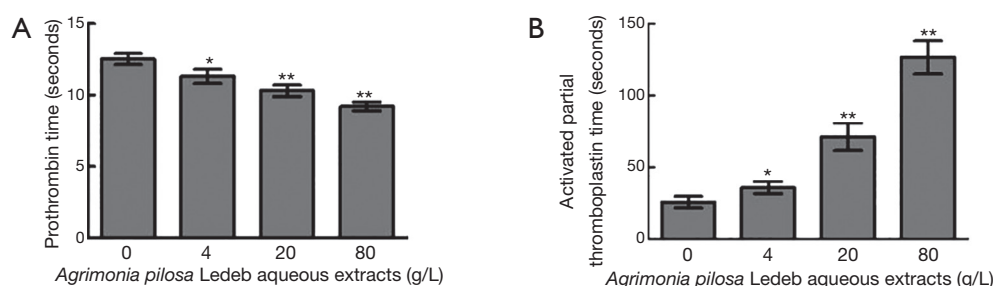 A
Prothrombin time (seconds)
15
10
5
0
*
**
**
0 4 20 80
Agrimonia pilosa Ledeb aqueous extracts (g/L)
B
Activated partial
thromboplastin time (seconds)
150
100
50
0
*
**
**
0 4 20 80
Agrimonia pilosa Ledeb aqueous extracts (g/L)